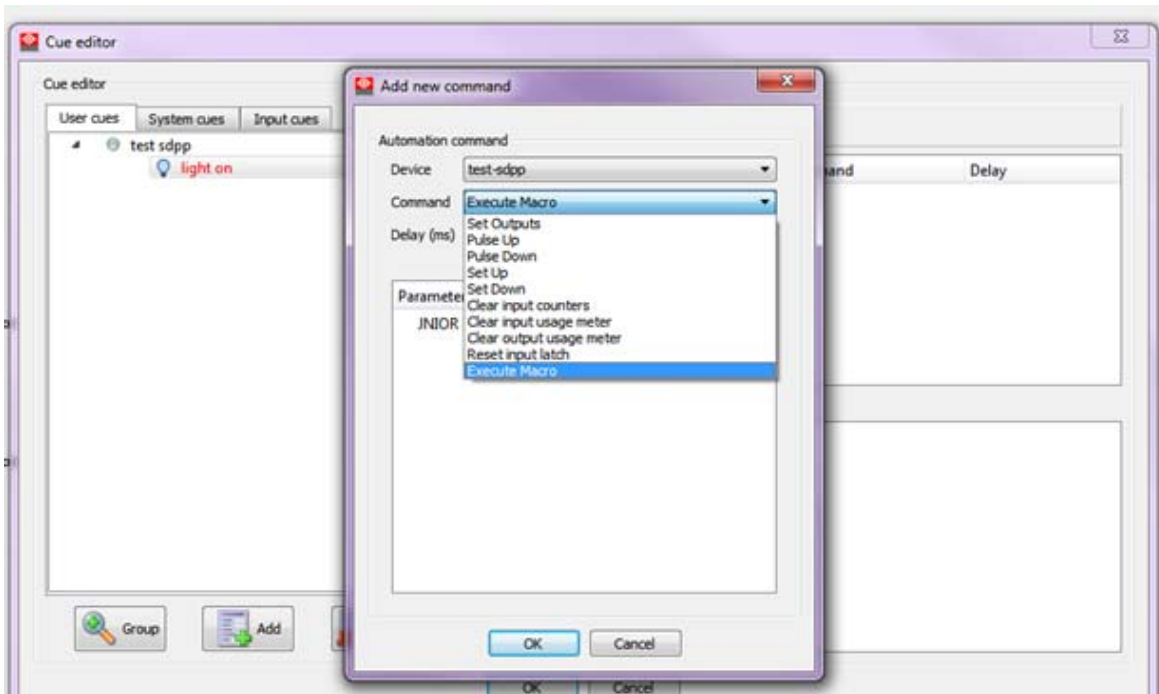 Cue editor
Cue editor
User cues System cues Input cues
test sdpp
light on
Group Add
Add new command
Automation command
Device test-sdpp
Command Execute Macro
Delay (ms)
Set Outputs
Pulse Up
Pulse Down
Set Up
Set Down
Clear input counters
Clear input usage meter
Clear output usage meter
Reset input latch
Execute Macro
JNIOR
OK Cancel
Delay
OK Cancel